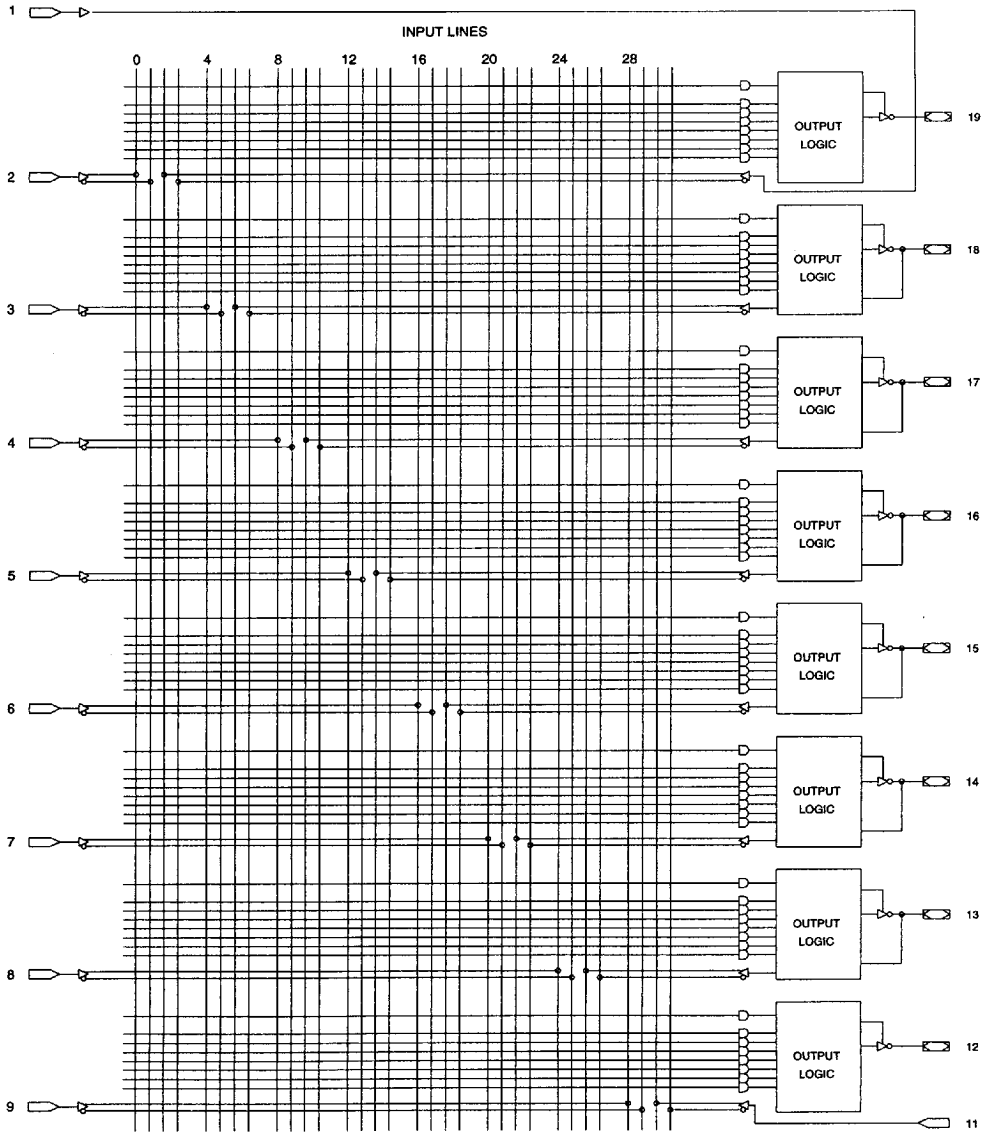 1
INPUT LINES
0 4 8 12 16 20 24 28
OUTPUT
LOGIC
19
2
OUTPUT
LOGIC
18
3
OUTPUT
LOGIC
17
4
OUTPUT
LOGIC
16
5
OUTPUT
LOGIC
15
6
OUTPUT
LOGIC
14
7
OUTPUT
LOGIC
13
8
OUTPUT
LOGIC
12
9
11